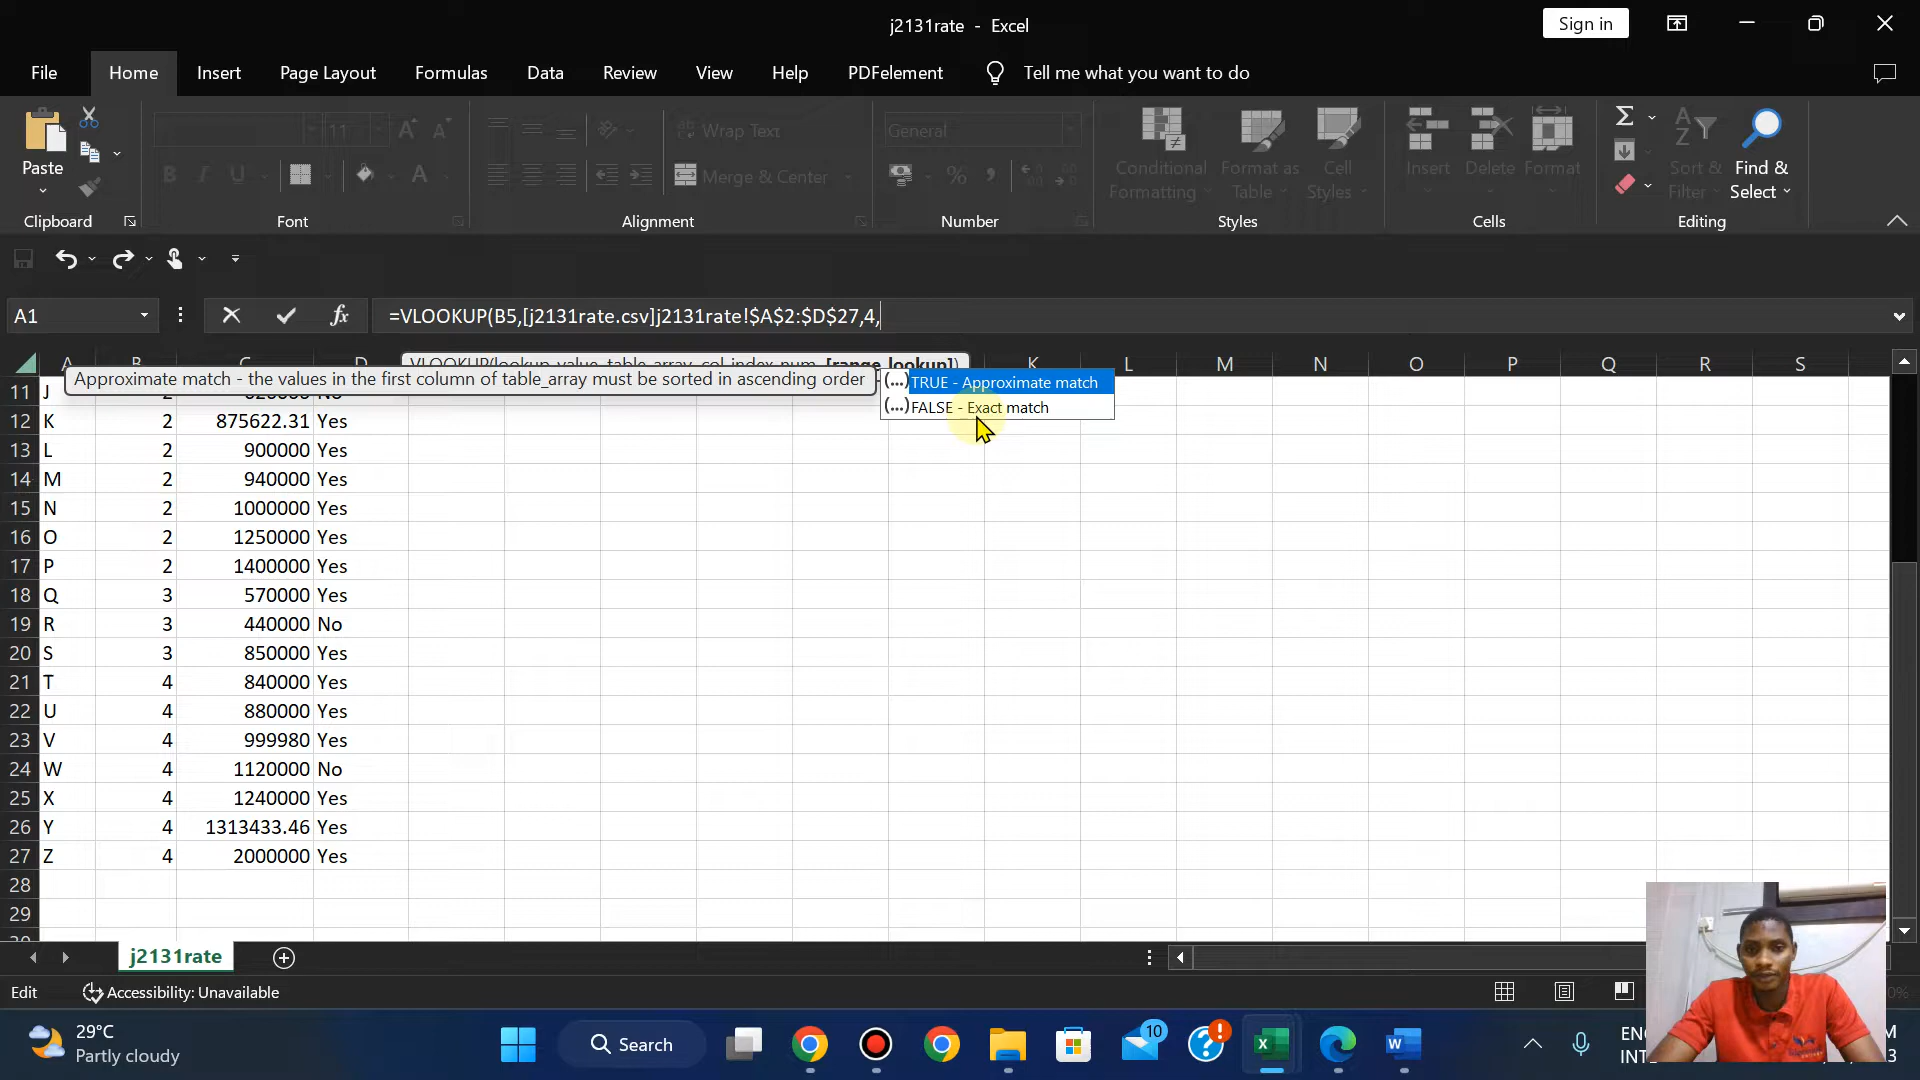 j2131rate - Excel
Sign in
File Home Insert Page Layout Formulas Data Review View Help PDFelement Tell me what you want to do
Paste
11
Wrap Text
Merge & Center
General
Conditional Formatting
Format as Table
Cell Styles
Insert Delete Format
Sort & Filter
Find & Select
Clipboard Font Alignment Number Styles Cells Editing
A1 =VLOOKUP(B5,[j2131rate.csv]j2131rate!$A$2:$D$27,4,
VLOOKUP(lookup_value, table_array, col_index_num, [range_lookup])
K L M N O P Q R S
Approximate match - the values in the first column of table_array must be sorted in ascending order
(...)TRUE - Approximate match
(...)FALSE - Exact match
11 J
12 K 2 875622.31 Yes
13 L 2 900000 Yes
14 M 2 940000 Yes
15 N 2 1000000 Yes
16 O 2 1250000 Yes
17 P 2 1400000 Yes
18 Q 3 570000 Yes
19 R 3 440000 No
20 S 3 850000 Yes
21 T 4 840000 Yes
22 U 4 880000 Yes
23 V 4 999980 Yes
24 W 4 1120000 No
25 X 4 1240000 Yes
26 Y 4 1313433.46 Yes
27 Z 4 2000000 Yes
28
29
j2131rate
Edit Accessibility: Unavailable
29°C
Partly cloudy
Search
10